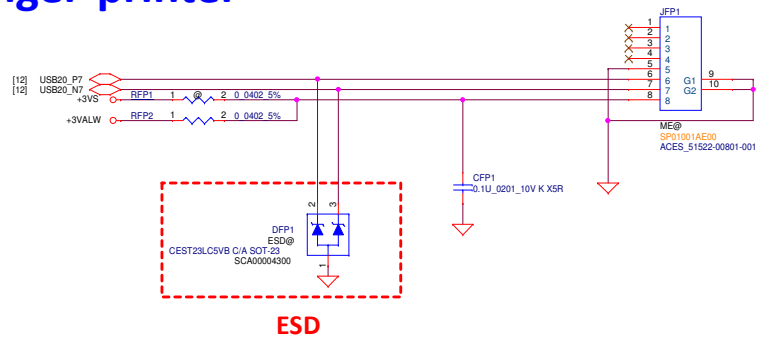 nger printer
JFP1
1 1
2 2
3 3
4 4
5 5
6 6 G1 9
7 7 G2 10
8 8
[12] USB20_P7
[12] USB20_N7
+3VS RFP1 1 @ 2 0_0402_5%
+3VALW RFP2 1 2 0_0402_5%
ME@
SP01001AE00
ACES_51522-00801-001
CFP1
0.1U_0201_10V K X5R
2 3
DFP1
ESD@
CEST23LC5VB C/A SOT-23
SCA00004300
1
ESD